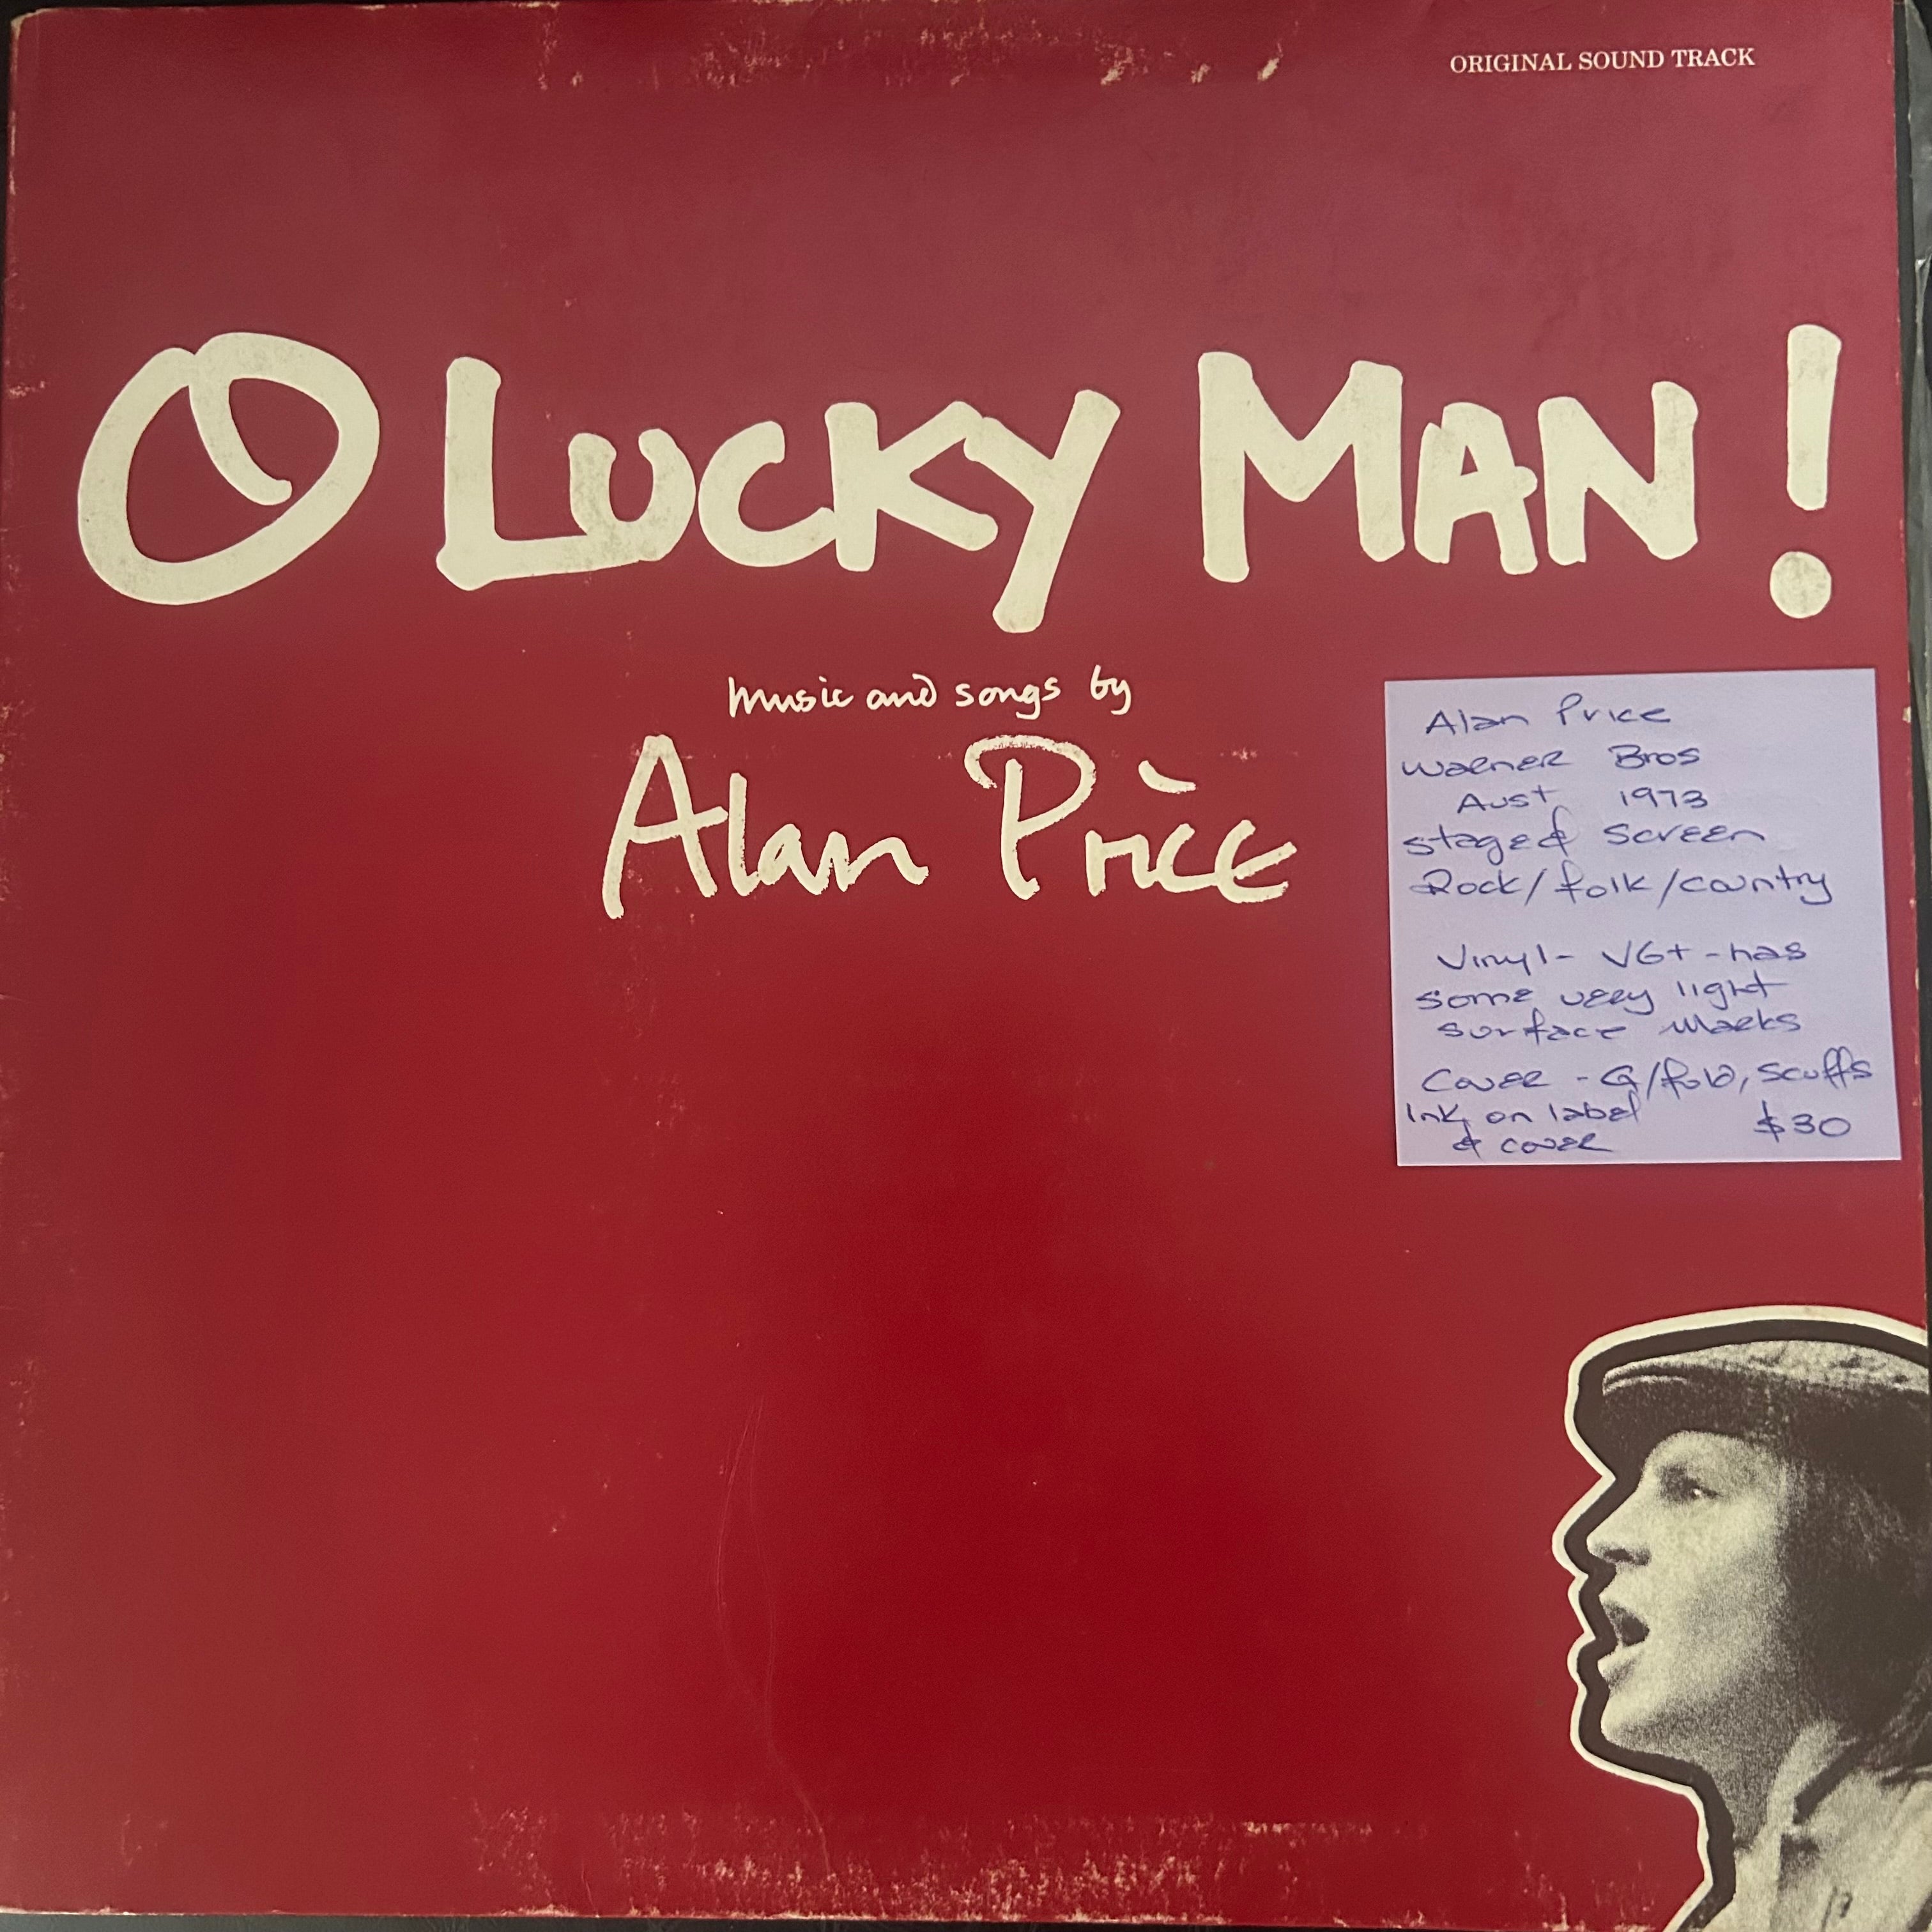 ORIGINAL SOUND TRACK
O LUCKY MAN!
music and songs by
Alan Price
Alan Price
Warner Bros
Aust 1973
stage & screen
Rock/folk/country
Vinyl- VG+ - has
some very light
surface marks
Cover - G/fold, scuffs
Ink on label
& cover $30